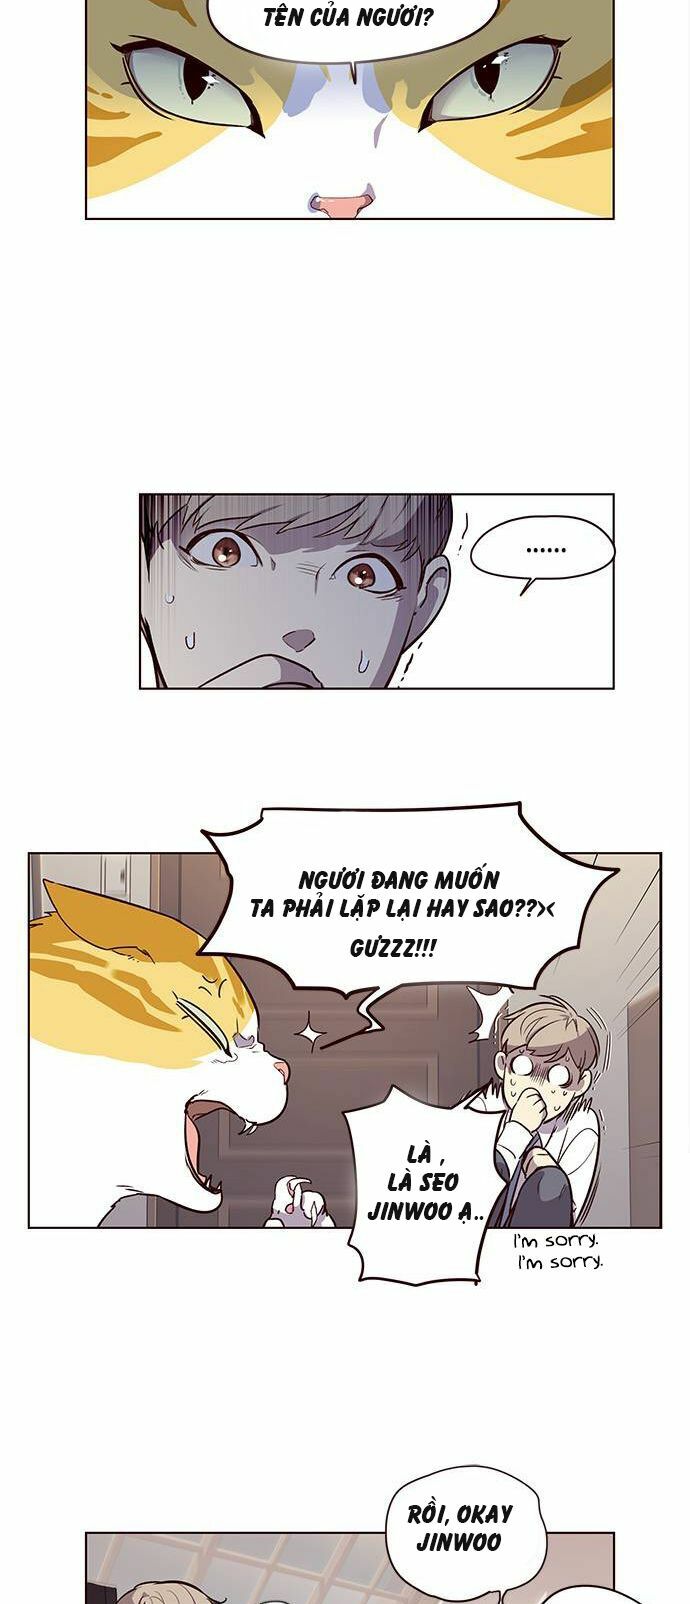 TÊN CỦA NGƯƠI?
......
NGƯƠI ĐANG MUỐN
TA PHẢI LẶP LẠI HAY SAO??><
GƯZZZ!!!
LÀ ,
LÀ SEO
JINWOO Ạ..
I'm sorry.
I'm sorry.
RỒI, OKAY
JINWOO